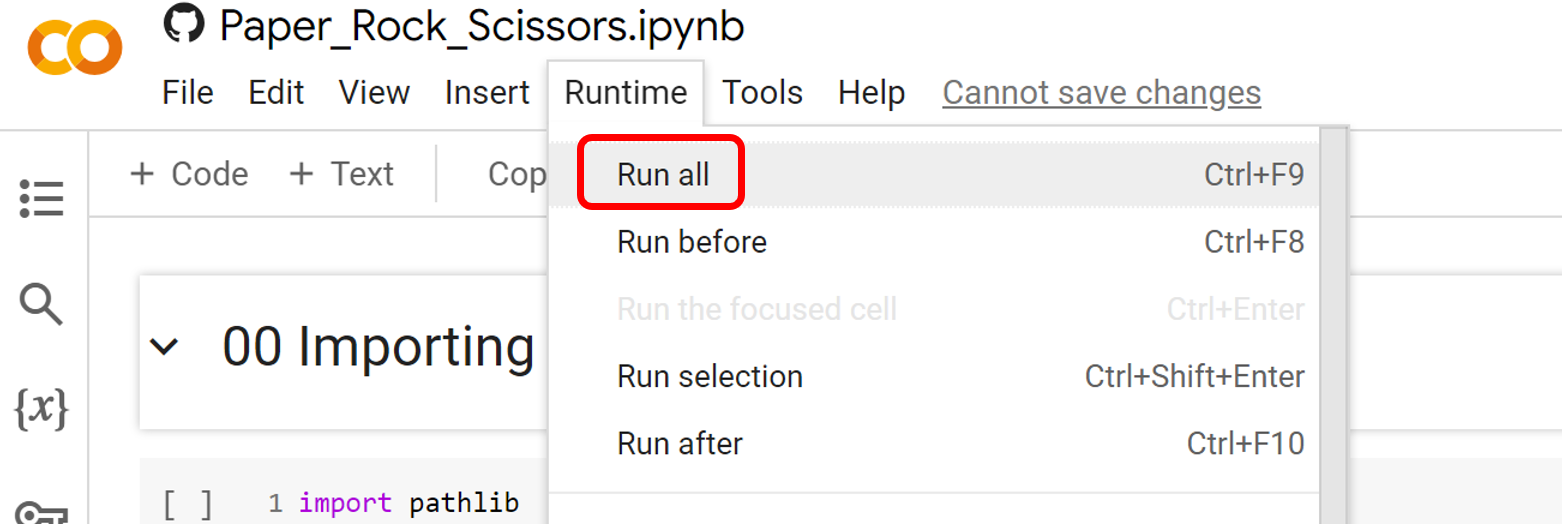 Paper_Rock_Scissors.ipynb
File Edit View Insert Runtime Tools Help Cannot save changes
+ Code + Text Cop
Run all Ctrl+F9
Run before Ctrl+F8
Run the focused cell Ctrl+Enter
00 Importing
Run selection Ctrl+Shift+Enter
{x}
Run after Ctrl+F10
[ ] 1 import pathlib